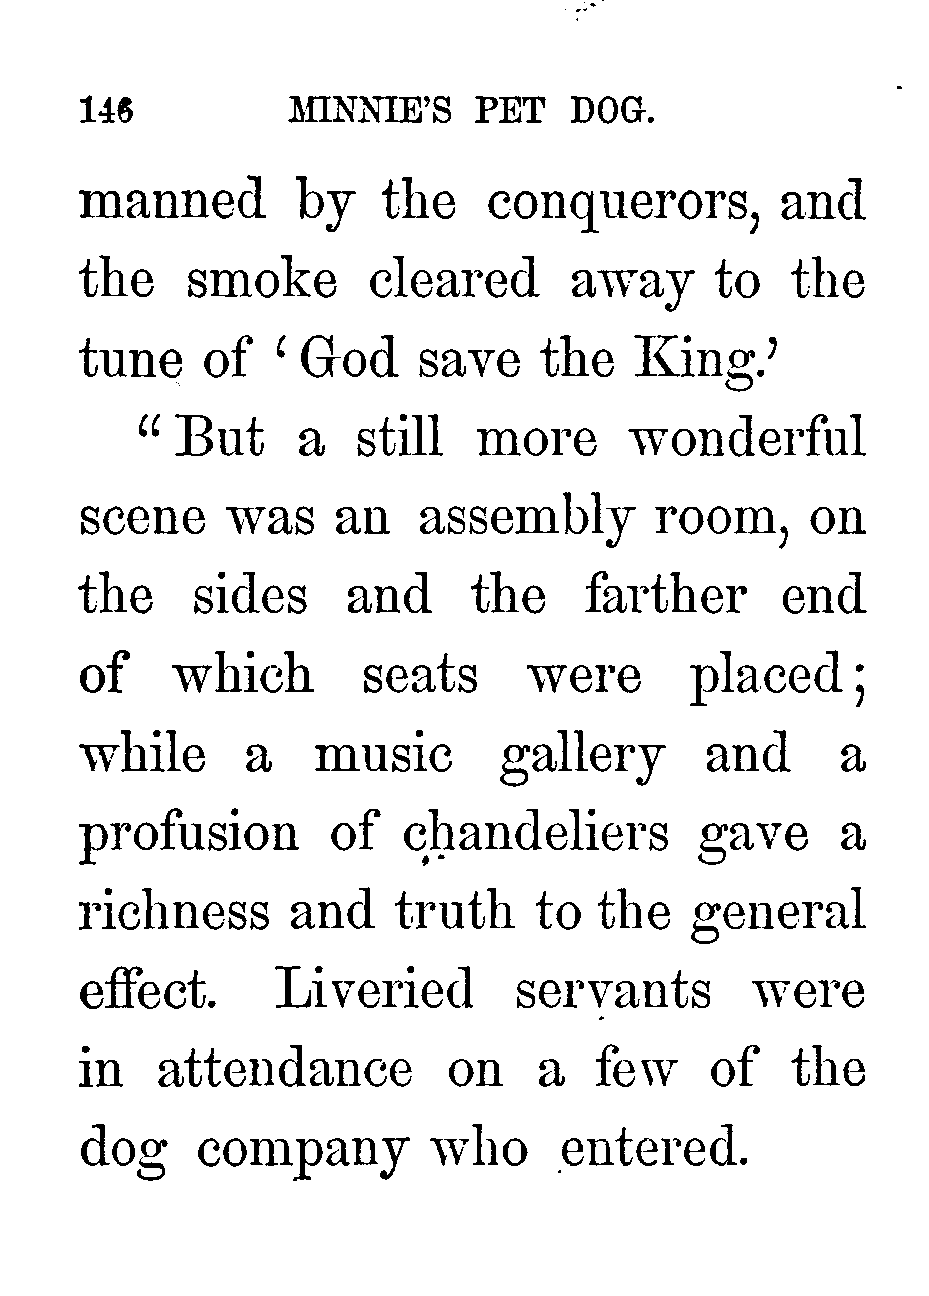 146 MINNIE'S PET DOG.
manned by the conquerors, and
the smoke cleared away to the
tune of ‘God save the King.’
“But a still more wonderful
scene was an assembly room, on
the sides and the farther end
of which seats were placed;
while a music gallery and a
profusion of chandeliers gave a
richness and truth to the general
effect. Liveried servants were
in attendance on a few of the
dog company who entered.